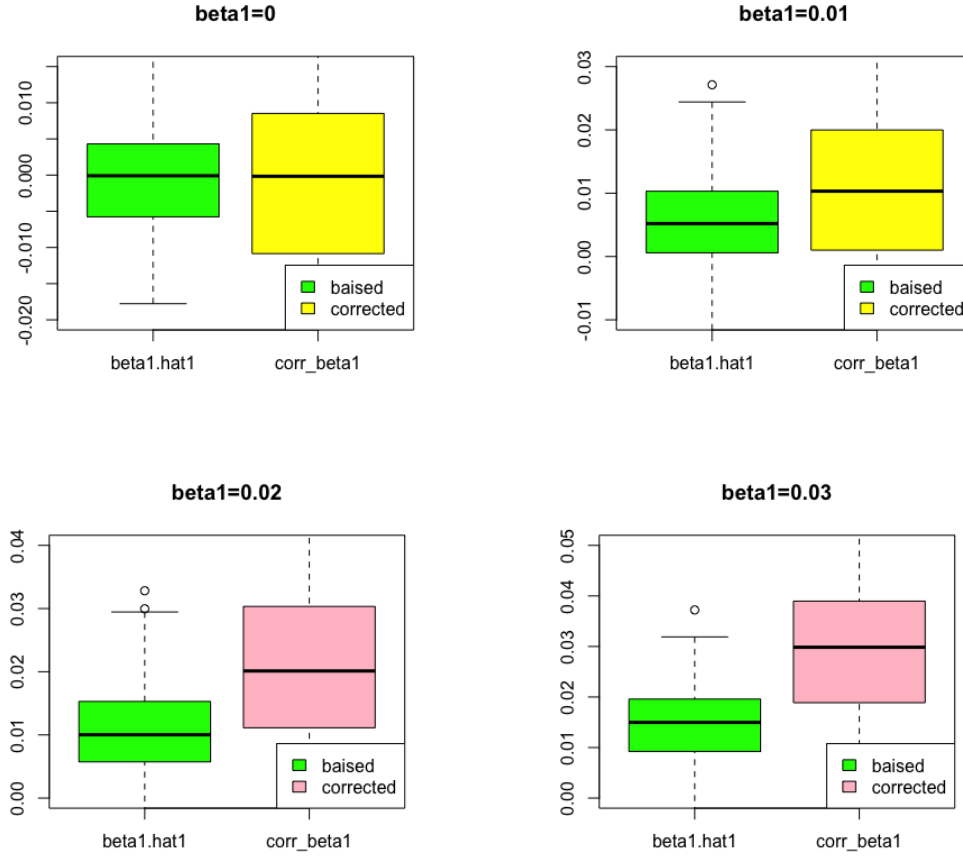 beta1=0
0.010
0.000
-0.010
-0.020
baised
corrected
beta1.hat1 corr_beta1
beta1=0.01
0.03
0.02
0.01
0.00
-0.01
baised
corrected
beta1.hat1 corr_beta1
beta1=0.02
0.04
0.03
0.02
0.01
0.00
baised
corrected
beta1.hat1 corr_beta1
beta1=0.03
0.05
0.04
0.03
0.02
0.01
0.00
baised
corrected
beta1.hat1 corr_beta1